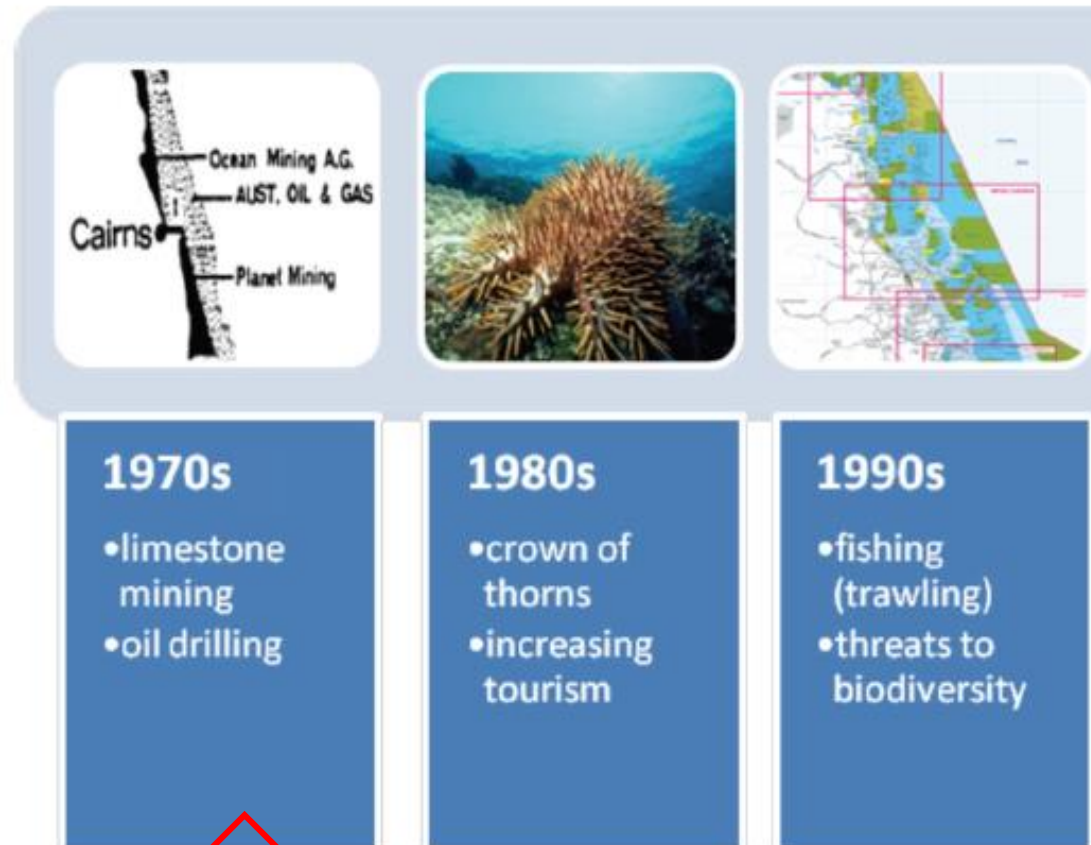 Ocean Mining A.G.
AUST, OIL & GAS
Cairns
Planet Mining
1970s
•limestone
mining
•oil drilling
1980s
•crown of
thorns
•increasing
tourism
1990s
•fishing
(trawling)
•threats to
biodiversity